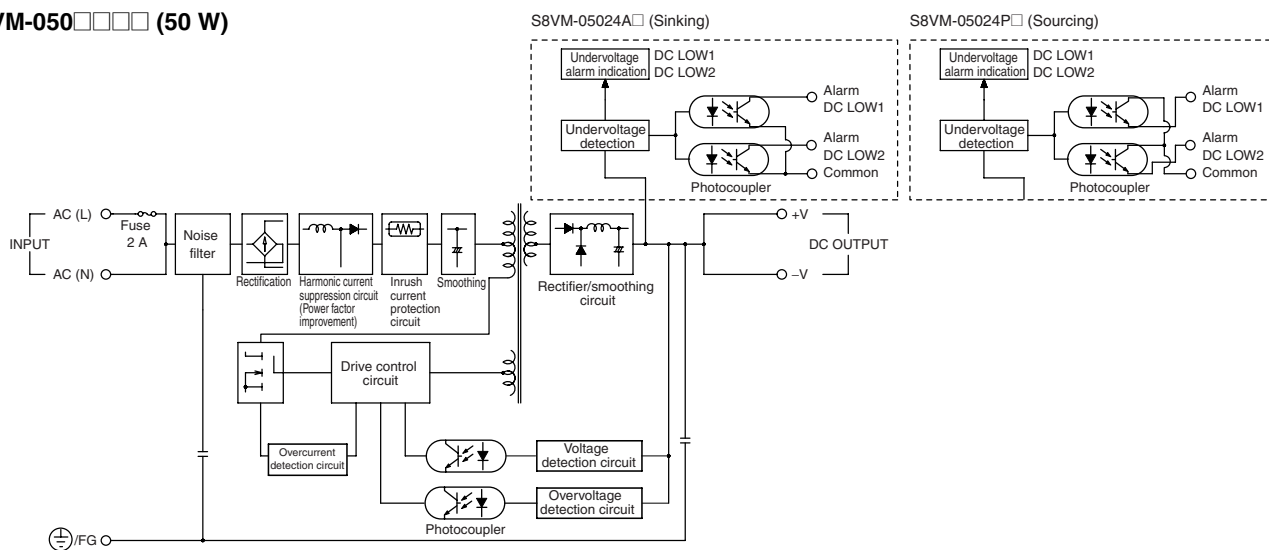 VM-050□□□□ (50 W)
S8VM-05024A□ (Sinking)
Undervoltage
alarm indication
DC LOW1
DC LOW2
Undervoltage
detection
Alarm
DC LOW1
Alarm
DC LOW2
Common
Photocoupler
S8VM-05024P□ (Sourcing)
Undervoltage
alarm indication
DC LOW1
DC LOW2
Undervoltage
detection
Alarm
DC LOW1
Alarm
DC LOW2
Common
Photocoupler
INPUT
AC (L)
AC (N)
Fuse
2 A
Noise
filter
Rectification
Harmonic current
suppression circuit
(Power factor
improvement)
Inrush
current
protection
circuit
Smoothing
Rectifier/smoothing
circuit
+V
DC OUTPUT
–V
Drive control
circuit
Overcurrent
detection circuit
Voltage
detection circuit
Overvoltage
detection circuit
Photocoupler
/FG